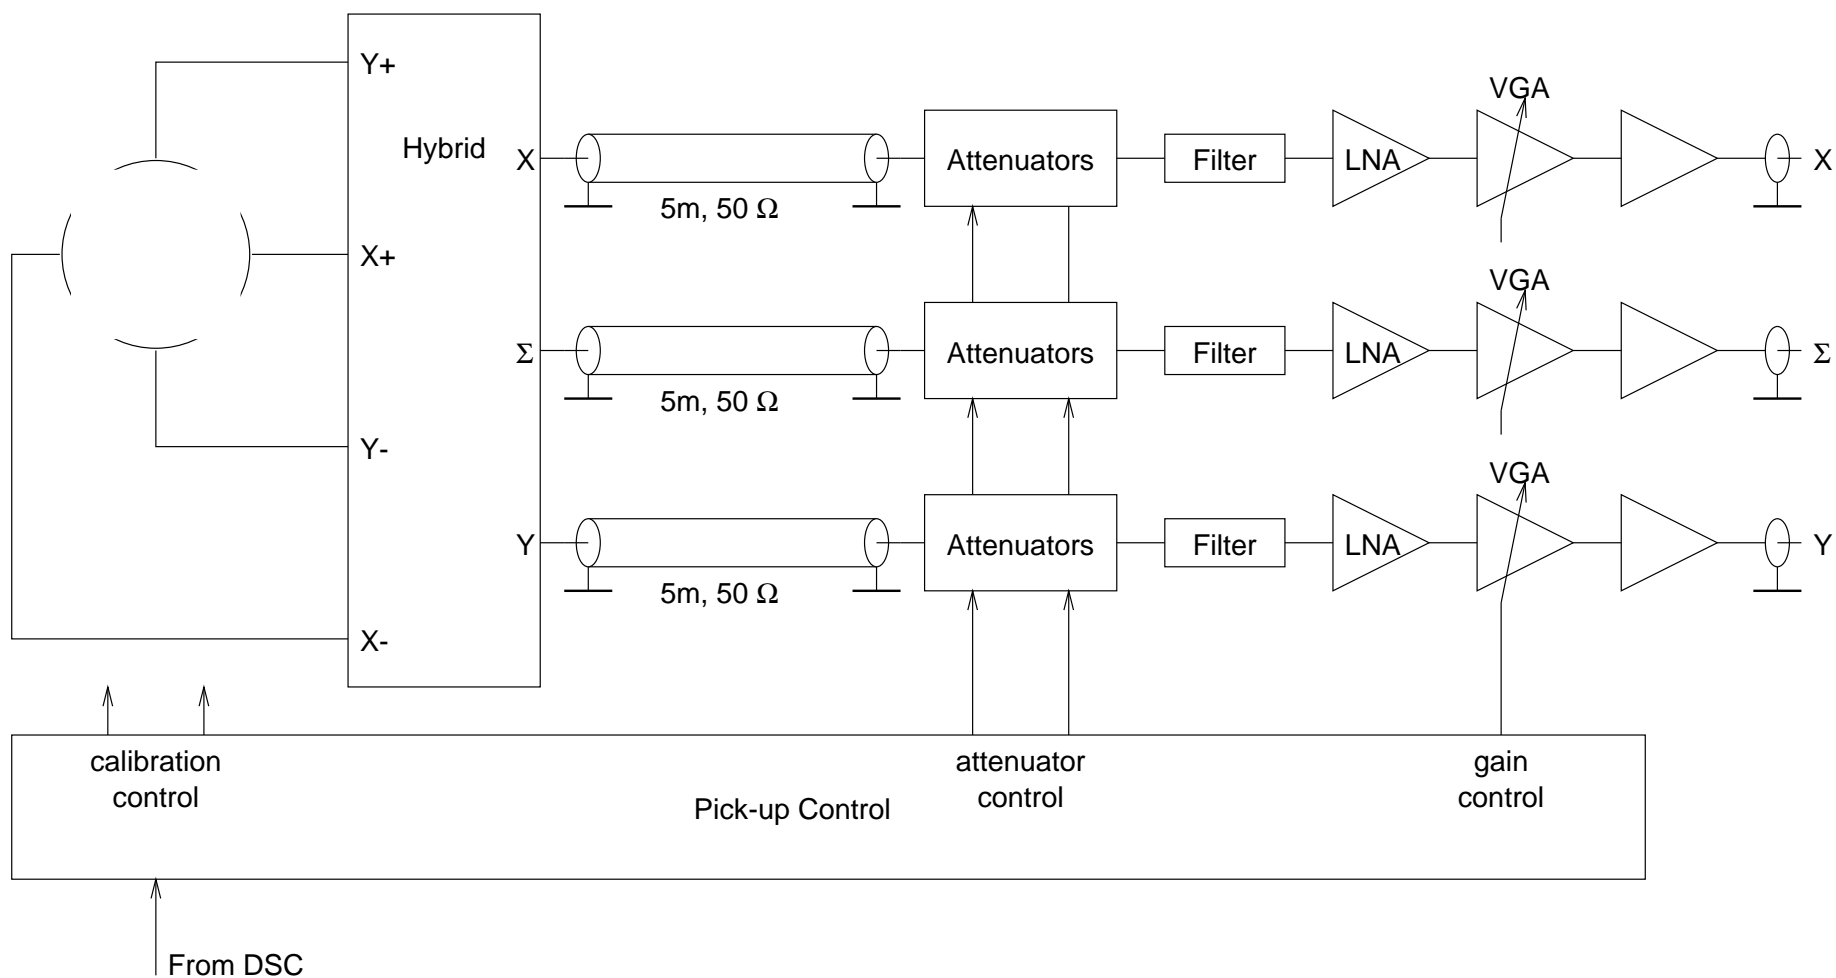 VGA
Y+
Hybrid
X
Attenuators
Filter
LNA
X
5m, 50 Ω
X+
VGA
Σ
Attenuators
Filter
LNA
Σ
5m, 50 Ω
Y-
VGA
Y
Attenuators
Filter
LNA
Y
5m, 50 Ω
X-
calibration
control
attenuator
control
gain
control
Pick-up Control
From DSC